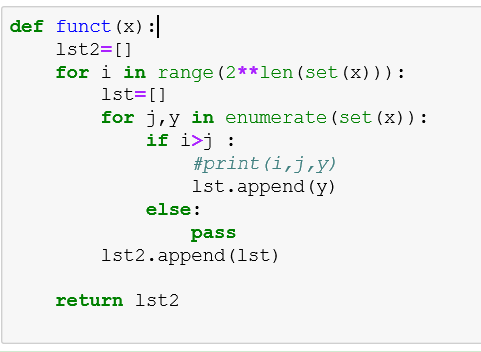 def funct(x):
    lst2=[]
    for i in range(2**len(set(x))):
        lst=[]
        for j,y in enumerate(set(x)):
            if i>j :
                #print(i,j,y)
                lst.append(y)
            else:
                pass
        lst2.append(lst)

    return lst2